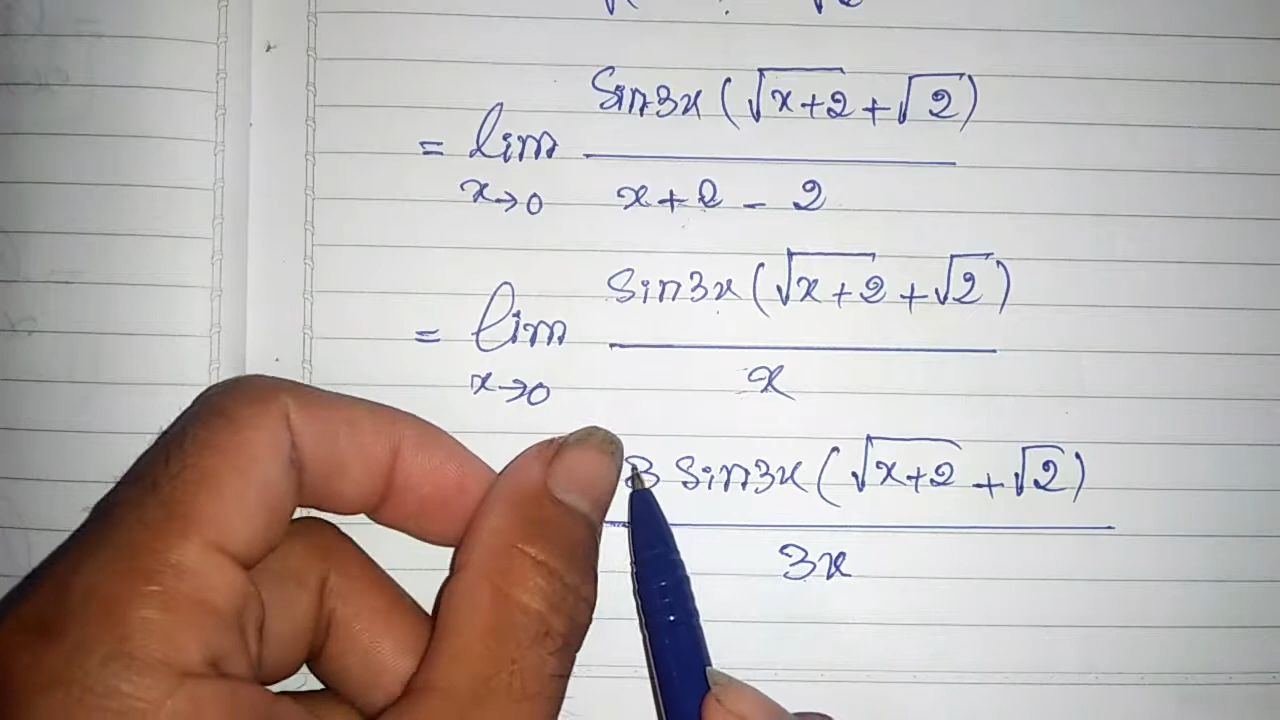 = lim x→0 Sin3x(√x+2 + √2) / x+2 - 2
= lim x→0 Sin3x(√x+2 + √2) / x
3 Sin3x(√x+2 + √2) / 3x